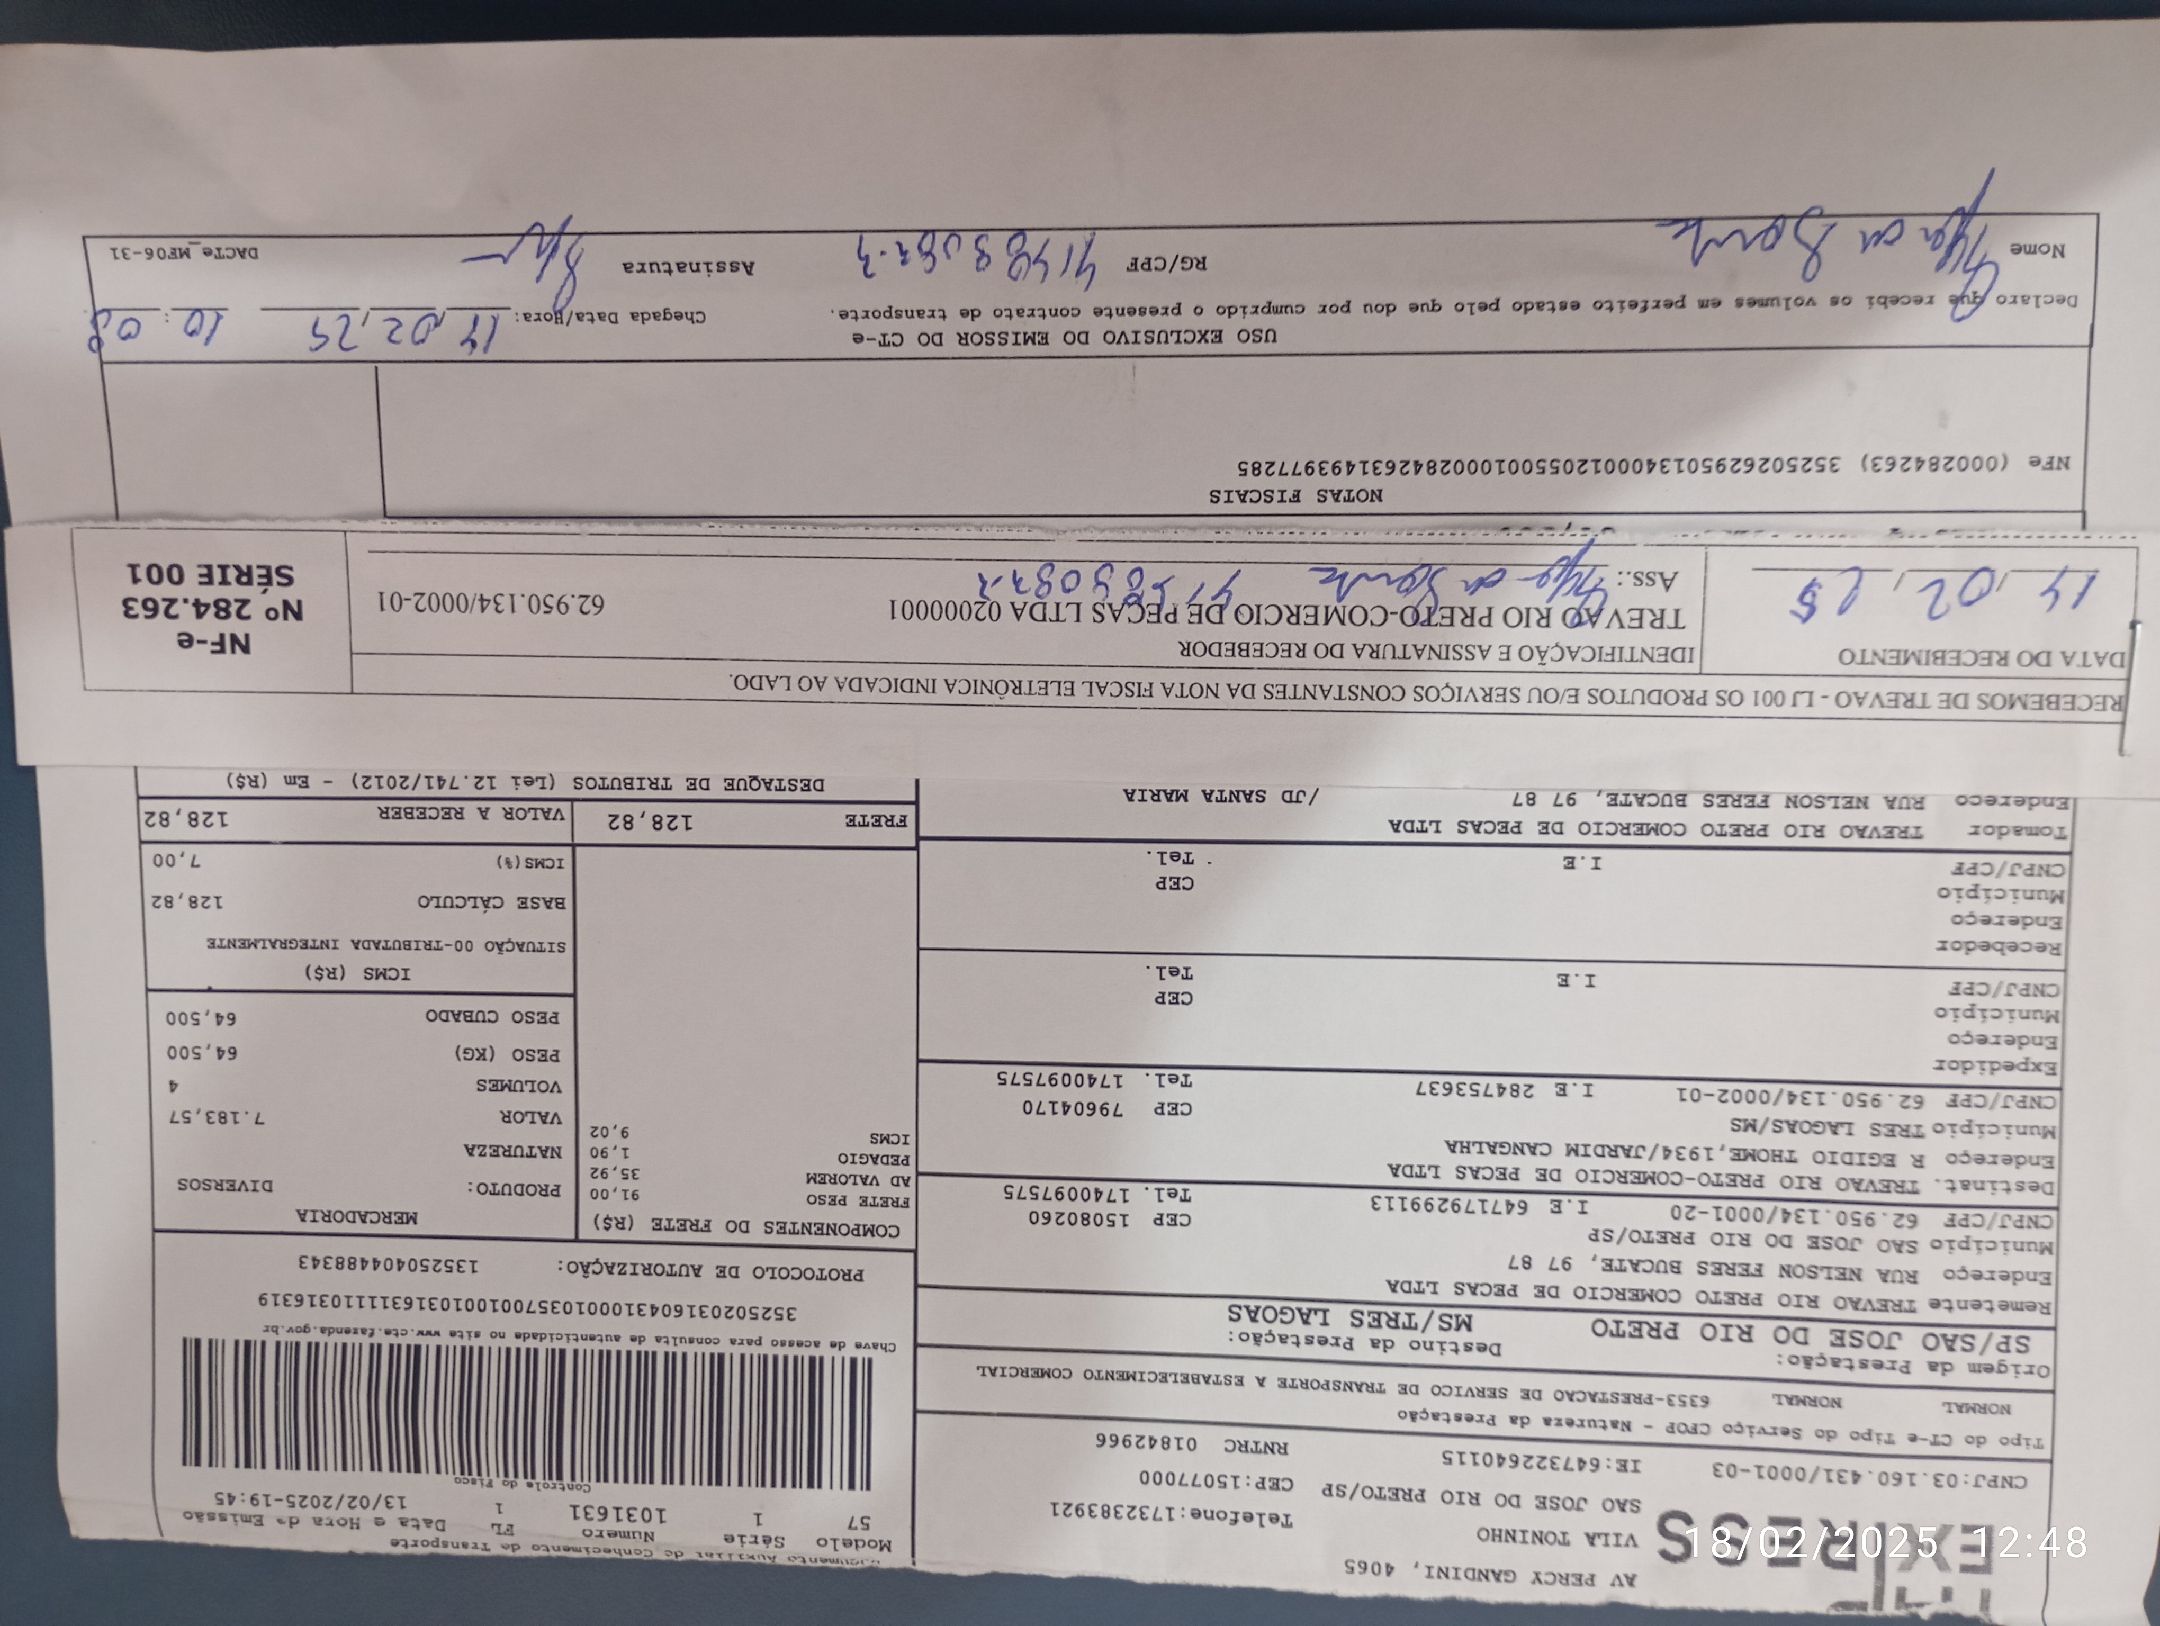 Documento Auxiliar de Conhecimento de Transporte
Modelo Série Numero FL Data e Hora de Emissão
57 1 1031631 1 13/02/2025-19:45
Controle do Fisco
EXPRESS
AV PERCY GANDINI, 4065
VILA TONINHO Telefone:1732383921
SAO JOSE DO RIO PRETO/SP CEP:15077000
CNPJ:03.160.431/0001-03 IE:647322640115 RNTRC 01842966
Tipo do CT-e Tipo do Serviço CFOP - Natureza da Prestação
NORMAL NORMAL 6353-PRESTACAO DE SERVICO DE TRANSPORTE A ESTABELECIMENTO COMERCIAL
Origem da Prestação: Destino da Prestação:
SP/SAO JOSE DO RIO PRETO MS/TRES LAGOAS
Chave de acesso para consulta de autenticidade no site www.cte.fazenda.gov.br
35250203160431000103570010010316311110316319
PROTOCOLO DE AUTORIZAÇÃO: 135250404488343
Remetente TREVAO RIO PRETO COMERCIO DE PECAS LTDA
Endereço RUA NELSON FERES BUCATE, 97 87
Município SAO JOSE DO RIO PRETO/SP CEP 15080260
CNPJ/CPF 62.950.134/0001-20 I.E 647179299113 Tel. 1740097575
Destinat. TREVAO RIO PRETO-COMERCIO DE PECAS LTDA
Endereço R EGIDIO THOME,1934/JARDIM CANGALHA
Município TRES LAGOAS/MS CEP 79604170
CNPJ/CPF 62.950.134/0002-01 I.E 284753637 Tel. 1740097575
Expedidor
Endereço
Município CEP
CNPJ/CPF I.E Tel.
Recebedor
Endereço
Município CEP
CNPJ/CPF I.E Tel.
Tomador TREVAO RIO PRETO COMERCIO DE PECAS LTDA
Endereco RUA NELSON FERES BUCATE, 97 87 /JD SANTA MARIA
COMPONENTES DO FRETE (R$)
FRETE PESO 91,00
AD VALOREM 35,92
PEDAGIO 1,90
ICMS 9,02
MERCADORIA
PRODUTO: DIVERSOS
NATUREZA
VALOR 7.183,57
VOLUMES 4
PESO (KG) 64,500
PESO CUBADO 64,500
ICMS (R$)
SITUAÇÃO 00-TRIBUTADA INTEGRALMENTE
BASE CÁLCULO 128,82
ICMS(%) 7,00
FRETE 128,82 VALOR A RECEBER 128,82
DESTAQUE DE TRIBUTOS (Lei 12.741/2012) - Em (R$)
RECEBEMOS DE TREVAO - LJ 001 OS PRODUTOS E/OU SERVIÇOS CONSTANTES DA NOTA FISCAL ELETRÔNICA INDICADA AO LADO.
DATA DO RECEBIMENTO IDENTIFICAÇÃO E ASSINATURA DO RECEBEDOR
TREVAO RIO PRETO-COMERCIO DE PEÇAS LTDA 0200001 62.950.134/0002-01
14, 02, 25 Ass.:
NF-e
Nº 284.263
SÉRIE 001
NOTAS FISCAIS
NFe (000284263) 35250262950134000120550010002842631493977285
USO EXCLUSIVO DO EMISSOR DO CT-e
Declaro que recebi os volumes em perfeito estado pelo que dou por cumprido o presente contrato de transporte. Chegada Data/Hora: 14,02,25 10:08
Nome RG/CPF Assinatura DACTe_MF06-31
18/02/2025 12:48